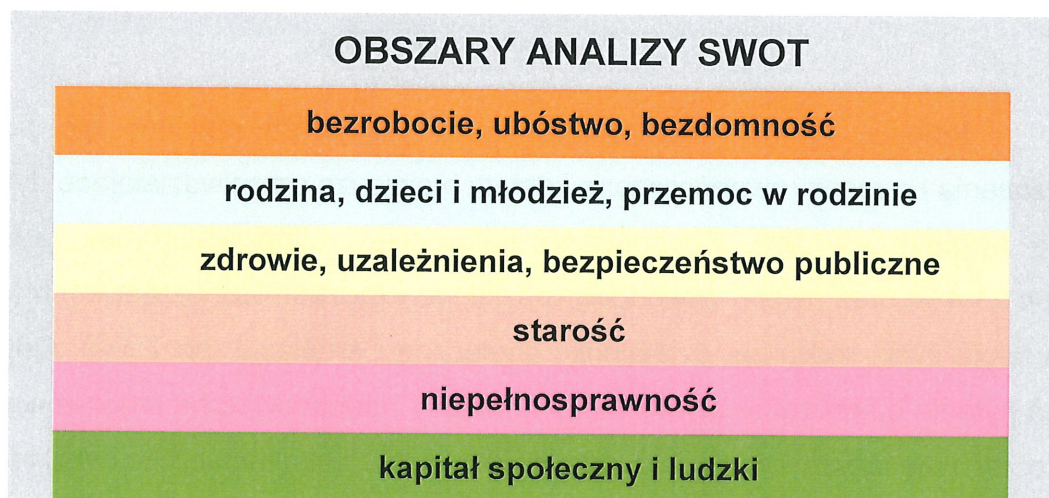 OBSZARY ANALIZY SWOT
bezrobocie, ubóstwo, bezdomność
rodzina, dzieci i młodzież, przemoc w rodzinie
zdrowie, uzależnienia, bezpieczeństwo publiczne
starość
niepełnosprawność
kapitał społeczny i ludzki